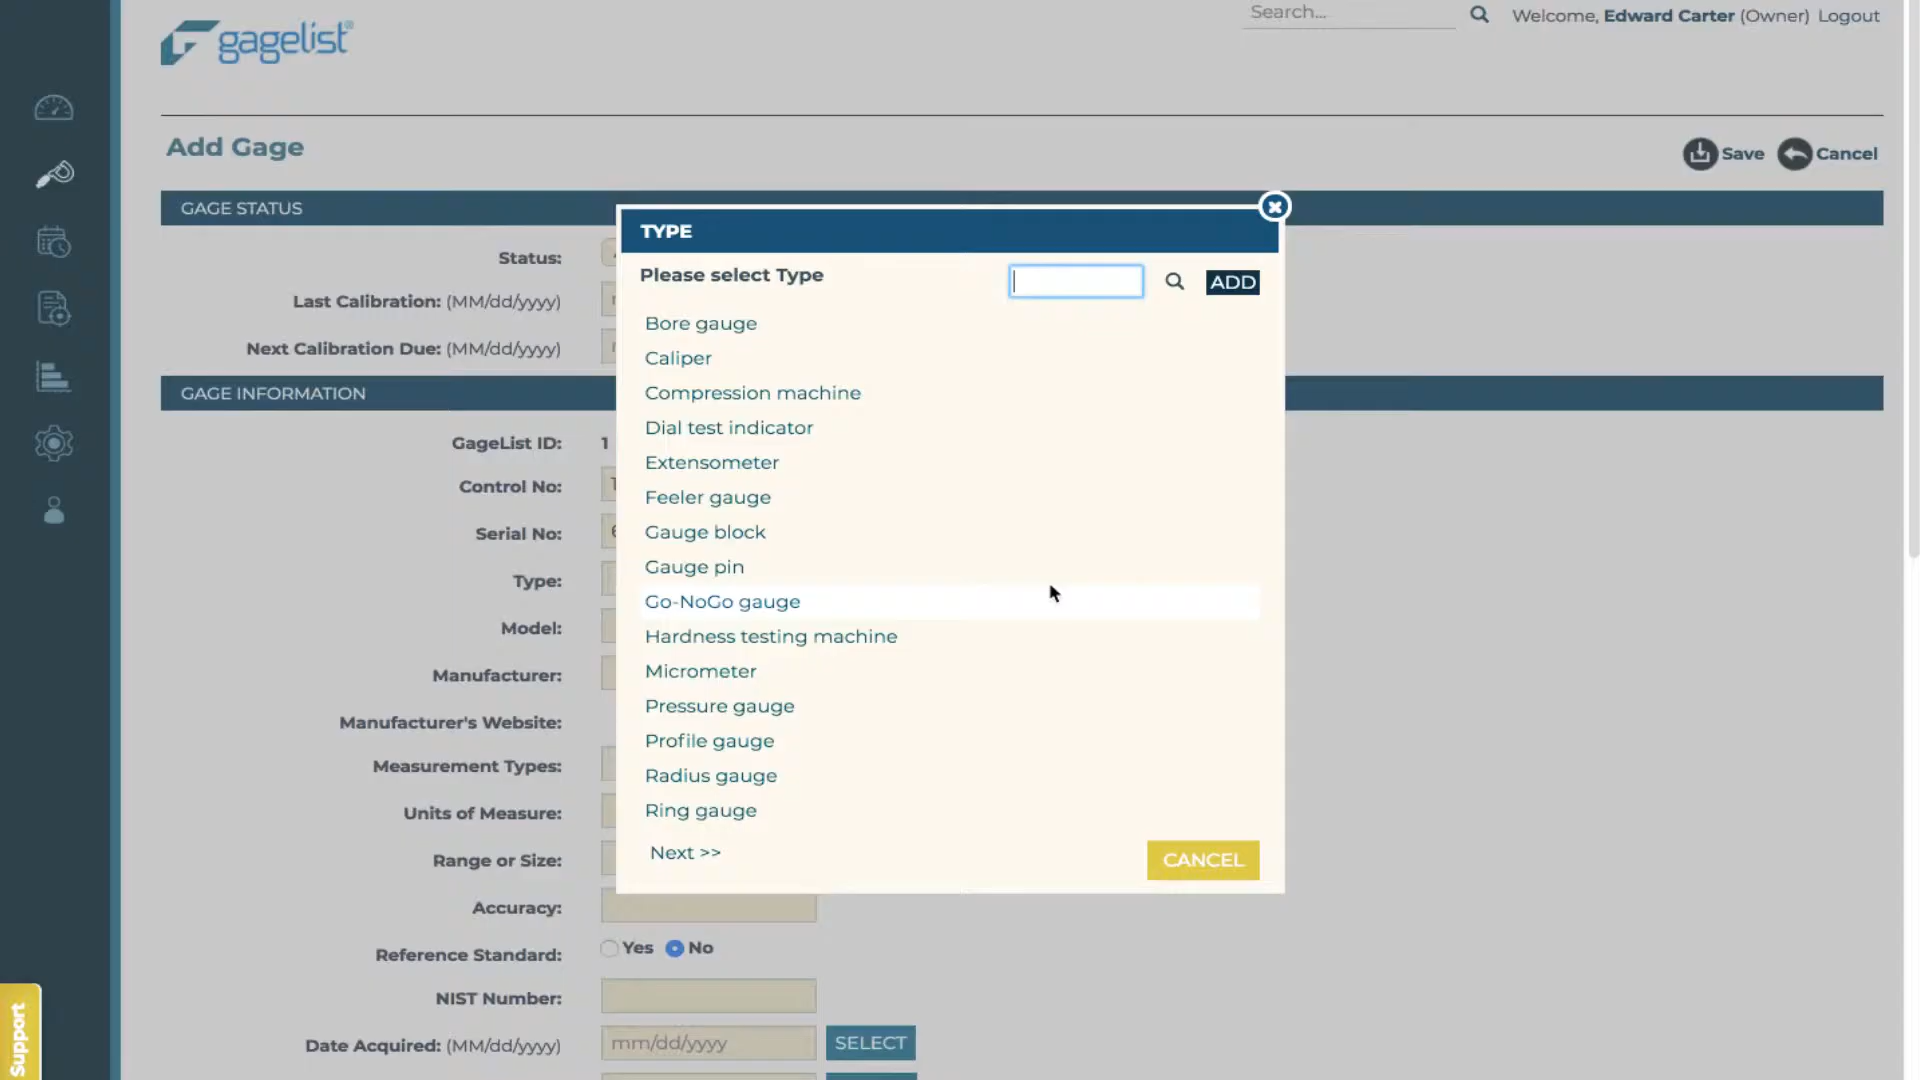 gagelist®
Search...
Welcome, Edward Carter (Owner) Logout
Add Gage
Save
Cancel
GAGE STATUS
Status:
Last Calibration: (MM/dd/yyyy)
Next Calibration Due: (MM/dd/yyyy)
GAGE INFORMATION
GageList ID: 1
Control No:
Serial No:
Type:
Model:
Manufacturer:
Manufacturer's Website:
Measurement Types:
Units of Measure:
Range or Size:
Accuracy:
Reference Standard: Yes No
NIST Number:
Date Acquired: (MM/dd/yyyy) mm/dd/yyyy SELECT
TYPE
Please select Type
ADD
Bore gauge
Caliper
Compression machine
Dial test indicator
Extensometer
Feeler gauge
Gauge block
Gauge pin
Go-NoGo gauge
Hardness testing machine
Micrometer
Pressure gauge
Profile gauge
Radius gauge
Ring gauge
Next >>
CANCEL
Support